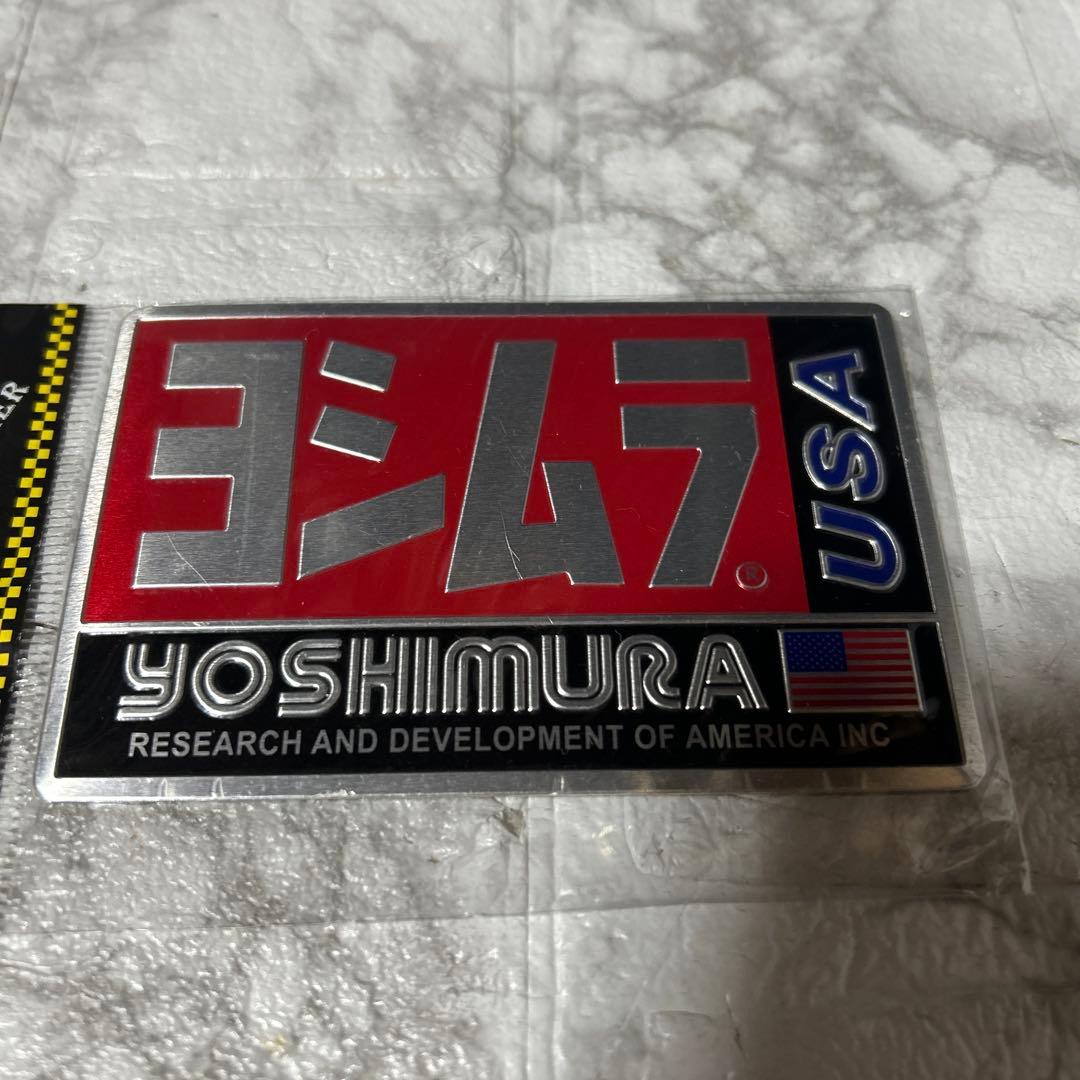 ヨシムラ®
USA
YOSHIMURA
RESEARCH AND DEVELOPMENT OF AMERICA INC